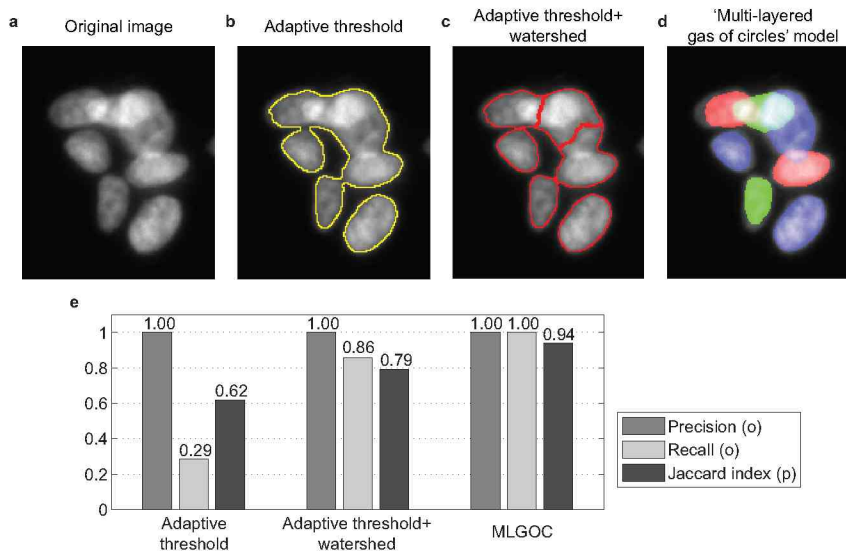 a Original image
b Adaptive threshold
c Adaptive threshold+
watershed
d ‘Multi-layered
gas of circles’ model
e
1
0.8
0.6
0.4
0.2
0
1.00
0.29
0.62
1.00
0.86
0.79
1.00
1.00
0.94
Adaptive
threshold
Adaptive threshold+
watershed
MLGOC
Precision (o)
Recall (o)
Jaccard index (p)